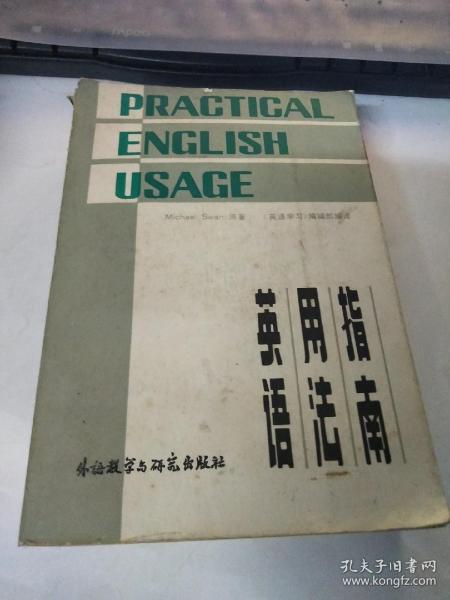 PRACTICAL
ENGLISH
USAGE
Michael Swan 原著 《英语学习》编辑部编译
英语
用法
指南
外语教学与研究出版社
孔夫子旧书网
www.kongfz.com